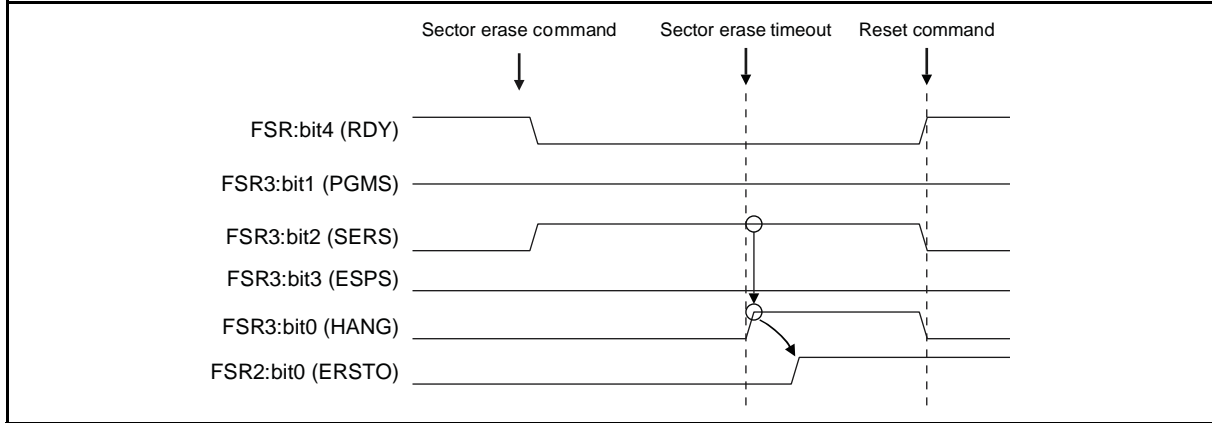 Sector erase command Sector erase timeout Reset command
FSR:bit4 (RDY)
FSR3:bit1 (PGMS)
FSR3:bit2 (SERS)
FSR3:bit3 (ESPS)
FSR3:bit0 (HANG)
FSR2:bit0 (ERSTO)